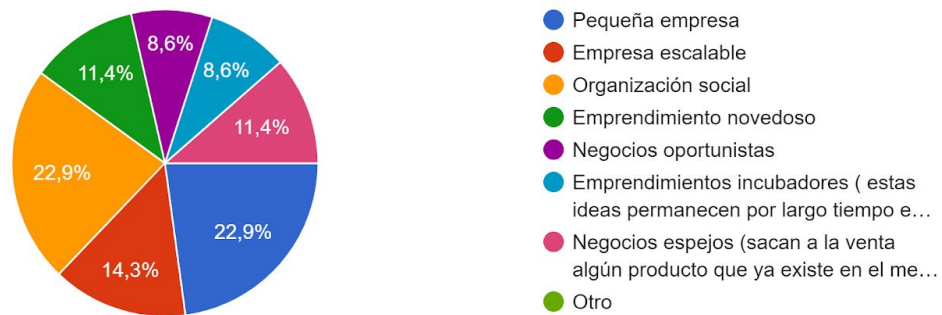 8,6%
8,6%
11,4%
11,4%
22,9%
22,9%
14,3%
Pequeña empresa
Empresa escalable
Organización social
Emprendimiento novedoso
Negocios oportunistas
Emprendimientos incubadores ( estas
ideas permanecen por largo tiempo e…
Negocios espejos (sacan a la venta
algún producto que ya existe en el me…
Otro